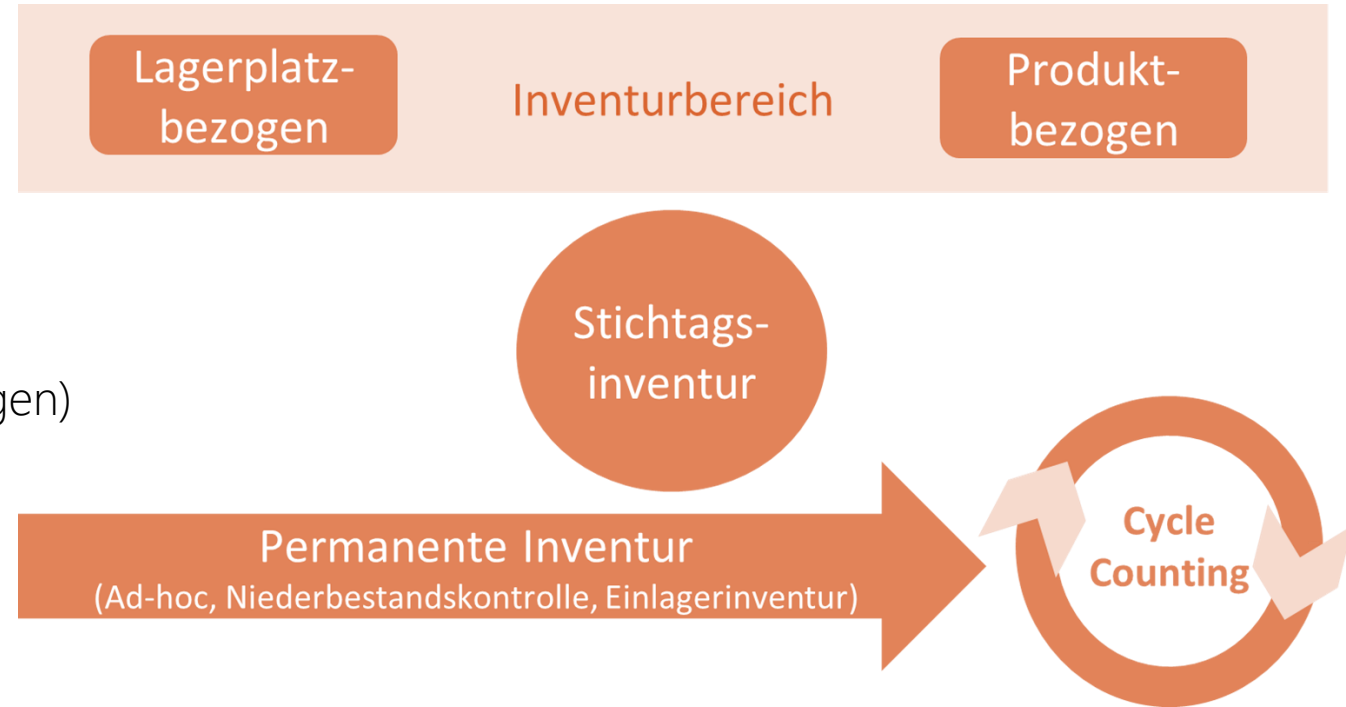 Lagerplatz-
bezogen
Inventurbereich
Produkt-
bezogen
Stichtags-
inventur
gen)
Permanente Inventur
(Ad-hoc, Niederbestandskontrolle, Einlagerinventur)
Cycle
Counting